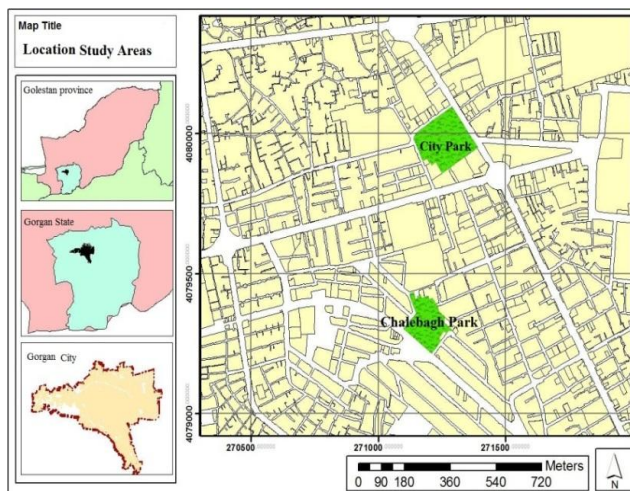 Map Title
Location Study Areas
Golestan province
Gorgan State
Gorgan City
City Park
Chalebagh Park
4080000
4079500
4079000
270500
271000
271500
0 90 180 360 540 720 Meters
N